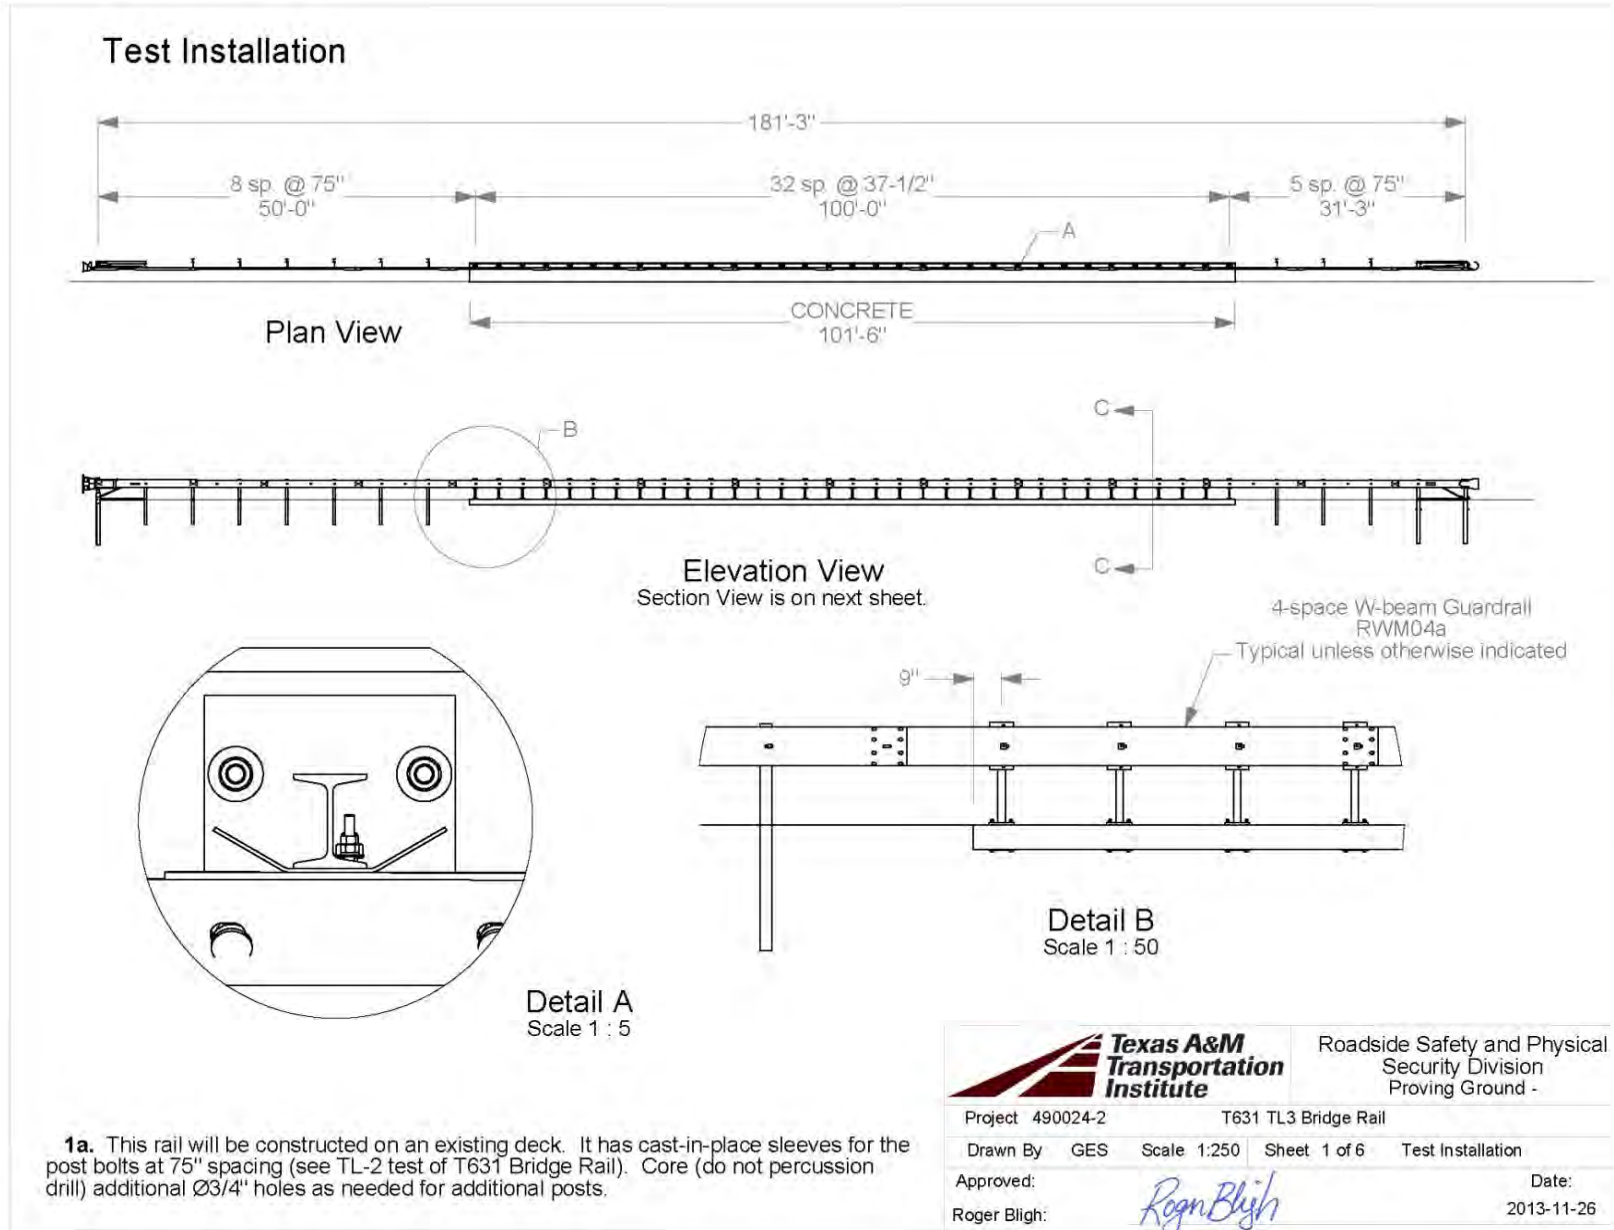 Test Installation
181'-3"
8 sp. @ 75"
50'-0"
32 sp. @ 37-1/2"
100'-0"
5 sp. @ 75"
31'-3"
A
CONCRETE
101'-6"
Plan View
C
B
Elevation View
Section View is on next sheet.
C
4-space W-beam Guardrail
RWM04a
Typical unless otherwise indicated
9"
Detail B
Scale 1 : 50
Detail A
Scale 1 : 5
Texas A&M
Transportation
Institute
Roadside Safety and Physical
Security Division
Proving Ground -
Project 490024-2 T631 TL3 Bridge Rail
Drawn By GES Scale 1:250 Sheet 1 of 6 Test Installation
Approved: Date:
Roger Bligh: Roger Bligh 2013-11-26
1a. This rail will be constructed on an existing deck. It has cast-in-place sleeves for the
post bolts at 75" spacing (see TL-2 test of T631 Bridge Rail). Core (do not percussion
drill) additional Ø3/4" holes as needed for additional posts.